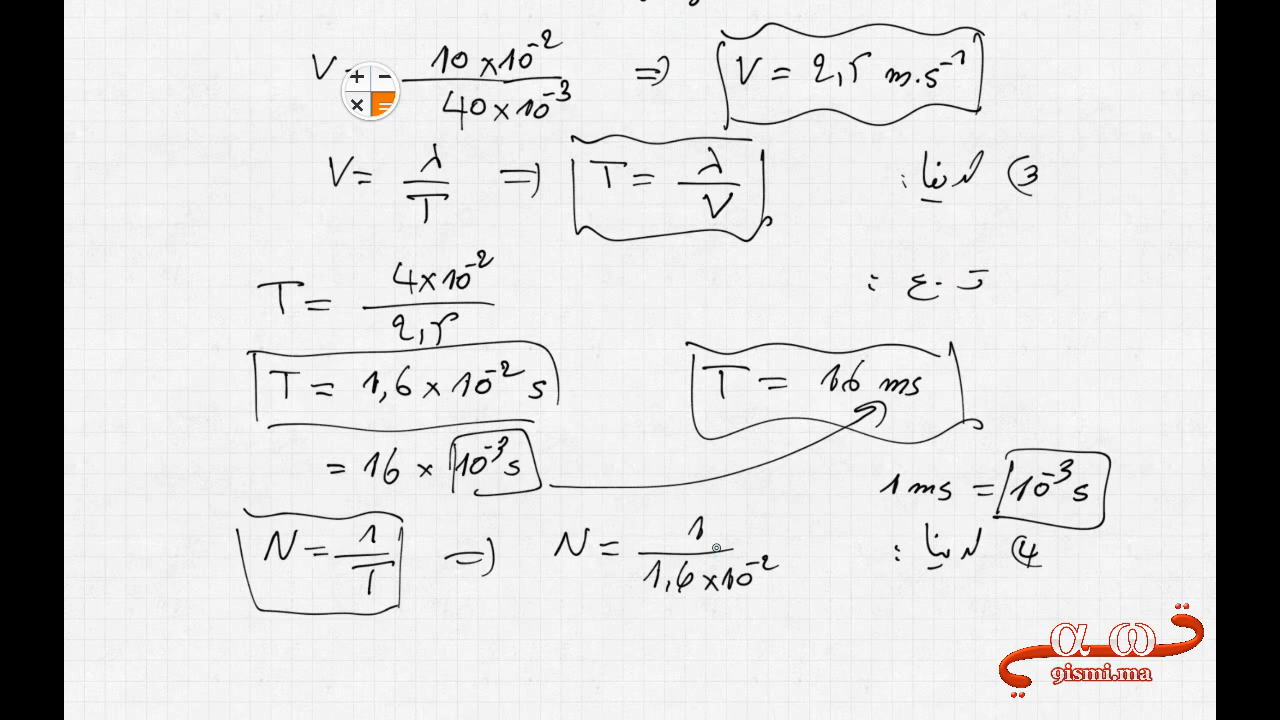 V = (10 × 10⁻²)/(40 × 10⁻³) ⇒ V = 2,5 m.s⁻¹
③ لدينا : V = λ/T ⇒ T = λ/V
ت.ع :
T = (4 × 10⁻²)/2,5
T = 1,6 × 10⁻² s T = 16 ms
= 16 × 10⁻³ s
1 ms = 10⁻³ s
④ لدينا : N = 1/T ⇒ N = 1/(1,6 × 10⁻²)
α ω
gismi.ma